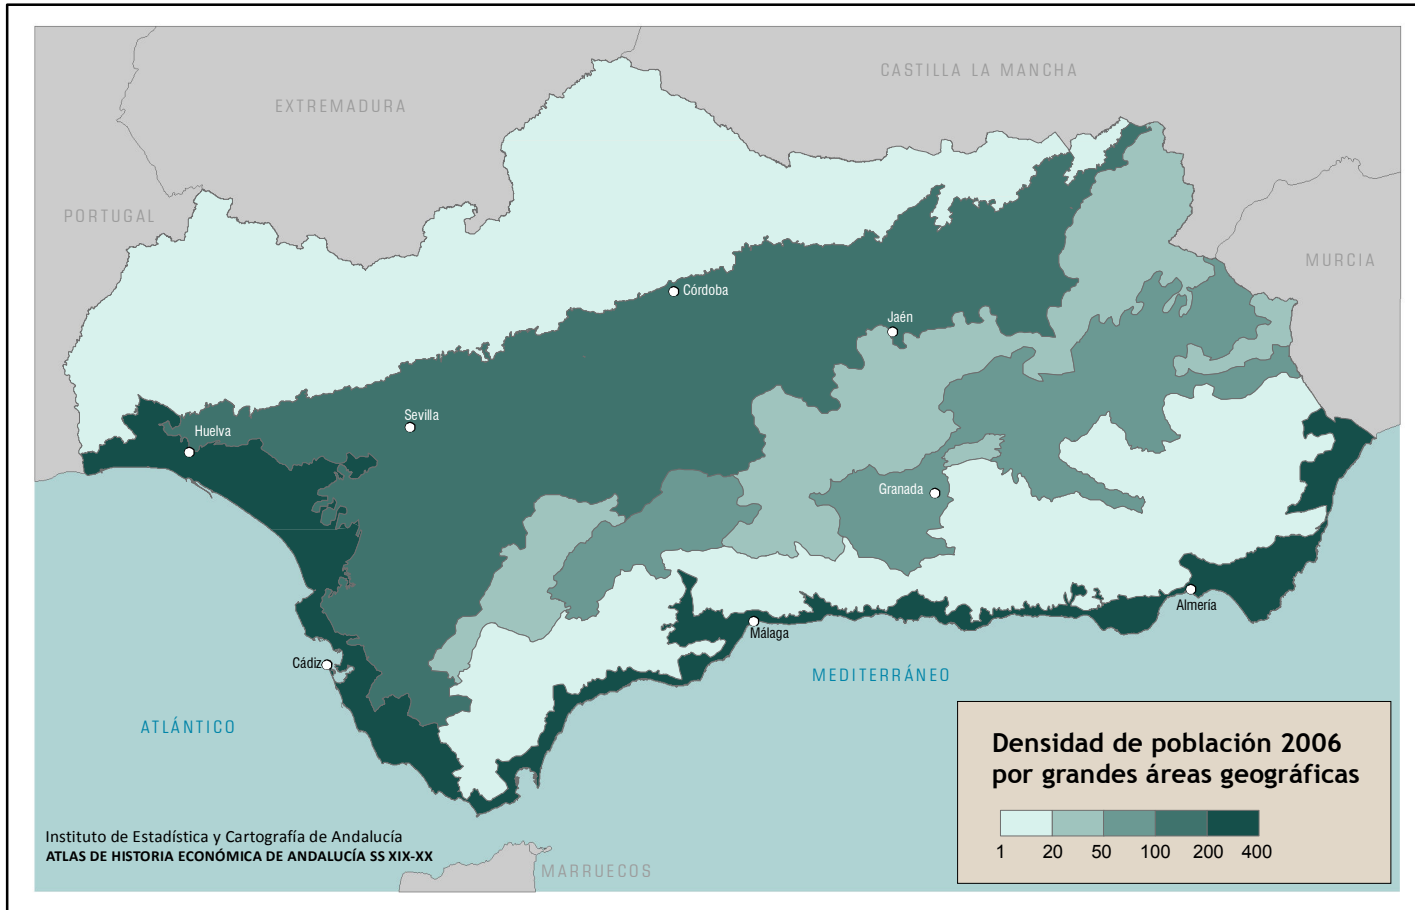 CASTILLA LA MANCHA
EXTREMADURA
PORTUGAL
MURCIA
Córdoba
Jaén
Sevilla
Huelva
Granada
Almería
Málaga
Cádiz
MEDITERRÁNEO
ATLÁNTICO
Densidad de población 2006
por grandes áreas geográficas
1 20 50 100 200 400
Instituto de Estadística y Cartografía de Andalucía
ATLAS DE HISTORIA ECONÓMICA DE ANDALUCÍA SS XIX-XX
MARRUECOS